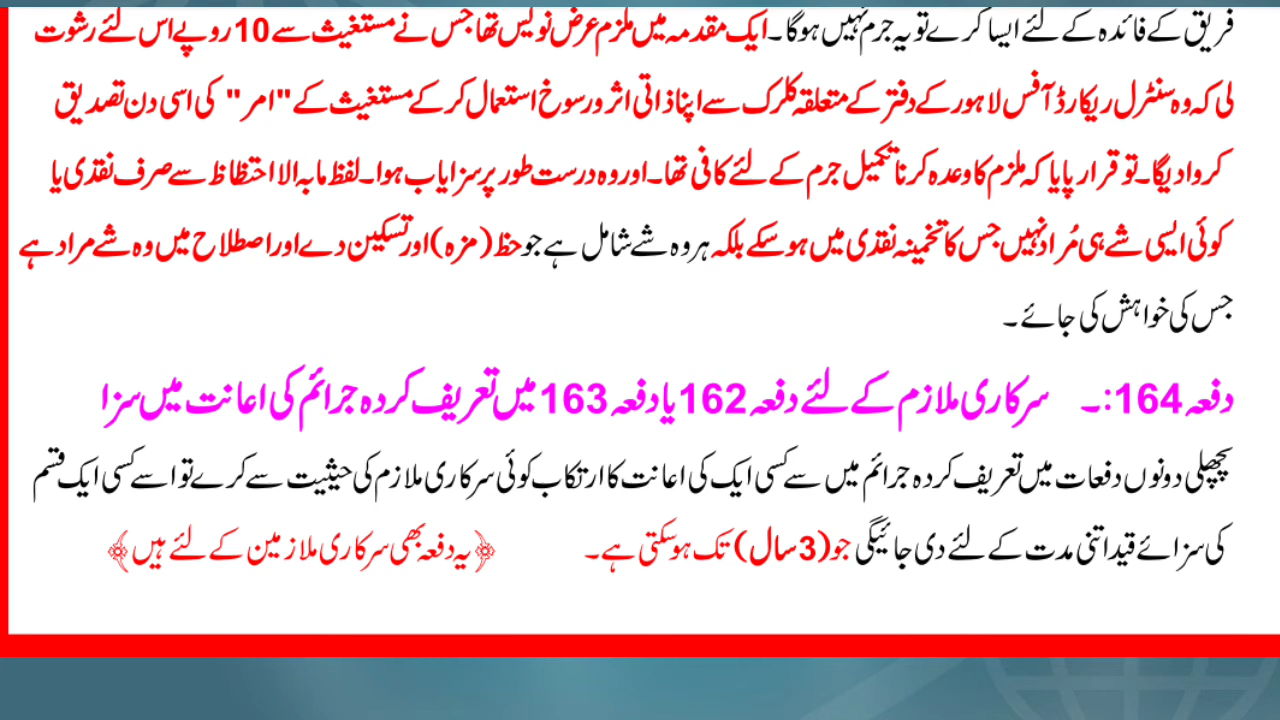 فریق کے فائدہ کے لئے ایسا کرے تو یہ جرم نہیں ہوگا۔ ایک مقدمہ میں ملزم عرض نویس تھا جس نے مستغیث سے 10 روپے اس لئے رشوت
لی کہ وہ سنٹرل ریکارڈ آفس لاہور کے دفتر کے متعلقہ کلرک سے اپنا ذاتی اثر ورسوخ استعمال کر کے مستغیث کے "امر" کی اسی دن تصدیق
کروا دیگا۔ تو قرار پایا کہ ملزم کا وعدہ کرنا تکمیل جرم کے لئے کافی تھا۔ اور وہ درست طور پر سزایاب ہوا۔ لفظ مابہ الا احتظاظ سے صرف نقدی یا
کوئی ایسی شے ہی مُراد نہیں جس کا تخمینہ نقدی میں ہو سکے بلکہ ہر وہ شے شامل ہے جو حظ (مزہ) اور تسکین دے اور اصطلاح میں وہ شے مراد ہے
جس کی خواہش کی جائے۔
دفعہ 164:۔ سرکاری ملازم کے لئے دفعہ 162 یا دفعہ 163 میں تعریف کردہ جرائم کی اعانت میں سزا
پچھلی دونوں دفعات میں تعریف کردہ جرائم میں سے کسی ایک کی اعانت کا ارتکاب کوئی سرکاری ملازم کی حیثیت سے کرے تو اسے کسی ایک قسم
کی سزائے قید اتنی مدت کے لئے دی جائیگی جو (3 سال) تک ہو سکتی ہے۔ ﴿یہ دفعہ بھی سرکاری ملازمین کے لئے ہیں﴾